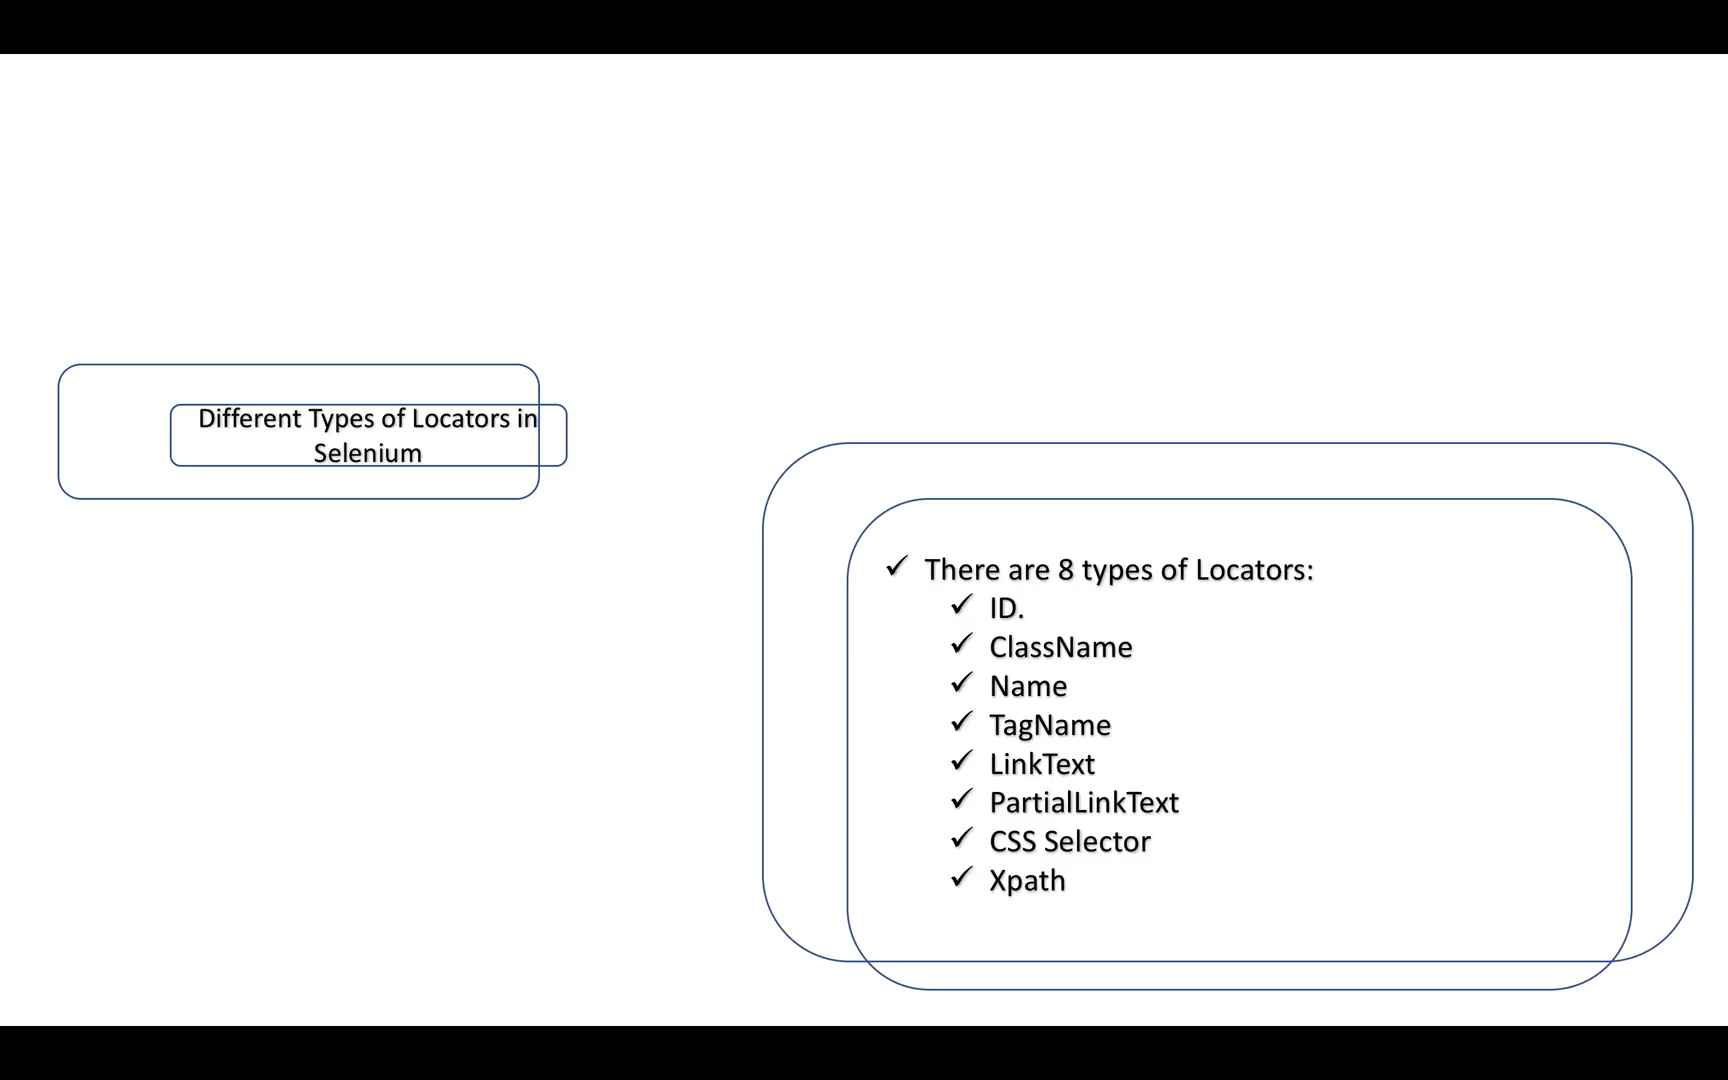 Different Types of Locators in
Selenium
✓ There are 8 types of Locators:
✓ ID.
✓ ClassName
✓ Name
✓ TagName
✓ LinkText
✓ PartialLinkText
✓ CSS Selector
✓ Xpath